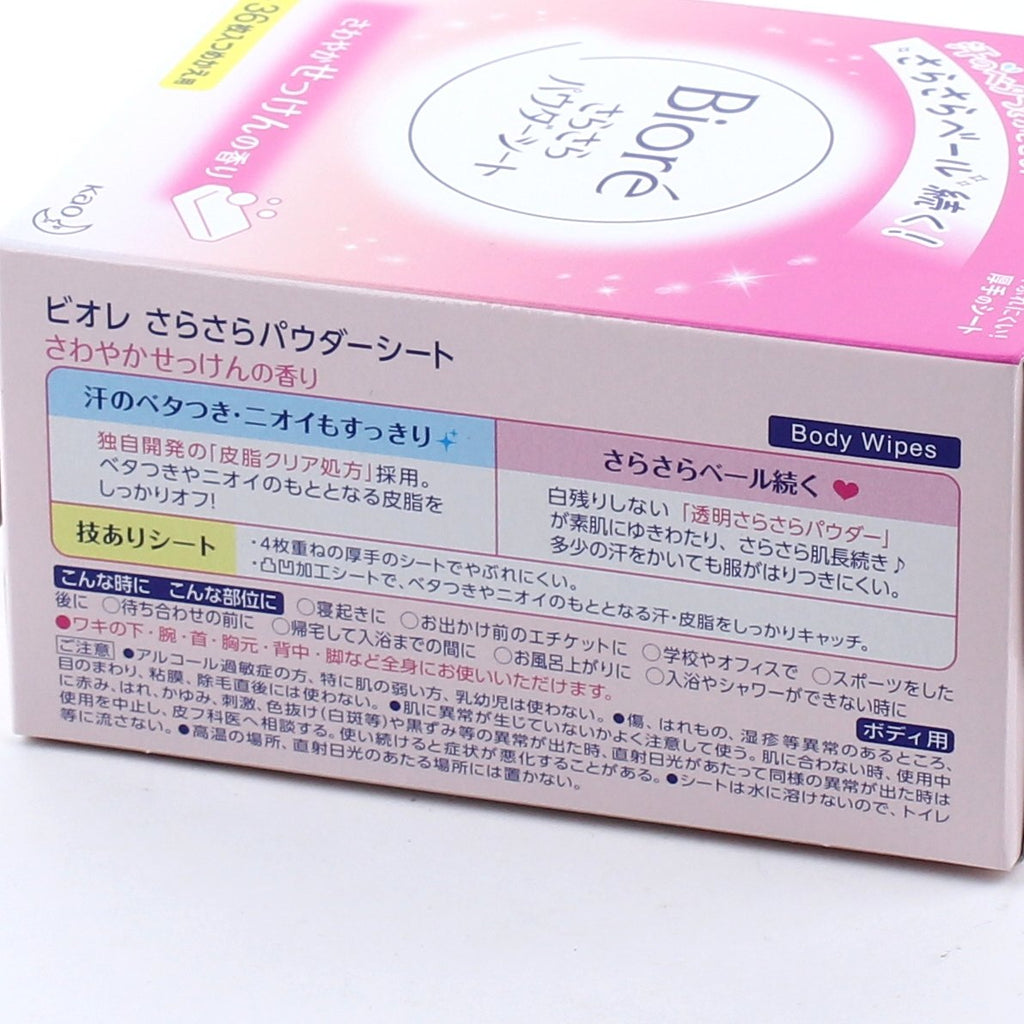 36枚入つめかえ用
さわやかせっけんの香り
Bioré
さらさら
パウダーシート
さらさらベール続く!
厚手のシート
Kao
ビオレ さらさらパウダーシート
さわやかせっけんの香り
Body Wipes
汗のベタつき・ニオイもすっきり
独自開発の「皮脂クリア処方」採用。
ベタつきやニオイのもととなる皮脂を
しっかりオフ!
さらさらベール続く
白残りしない「透明さらさらパウダー」
が素肌にゆきわたり、さらさら肌長続き♪
多少の汗をかいても服がはりつきにくい。
技ありシート
・4枚重ねの厚手のシートでやぶれにくい。
・凸凹加工シートで、ベタつきやニオイのもととなる汗・皮脂をしっかりキャッチ。
こんな時に こんな部位に ○寝起きに ○お出かけ前のエチケットに ○学校やオフィスで ○スポーツをした
後に ○待ち合わせの前に ○帰宅して入浴までの間に ○お風呂上がりに ○入浴やシャワーができない時に
●ワキの下・腕・首・胸元・背中・脚など全身にお使いいただけます。
ボディ用
ご注意 ●アルコール過敏症の方、特に肌の弱い方、乳幼児は使わない。●傷、はれもの、湿疹等異常のあるところ、
目のまわり、粘膜、除毛直後には使わない。●肌に異常が生じていないかよく注意して使う。肌に合わない時、使用中
に赤み、はれ、かゆみ、刺激、色抜け(白斑等)や黒ずみ等の異常が出た時、直射日光があたって同様の異常が出た時は
使用を中止し、皮フ科医へ相談する。使い続けると症状が悪化することがある。●シートは水に溶けないので、トイレ
等に流さない。●高温の場所、直射日光のあたる場所には置かない。